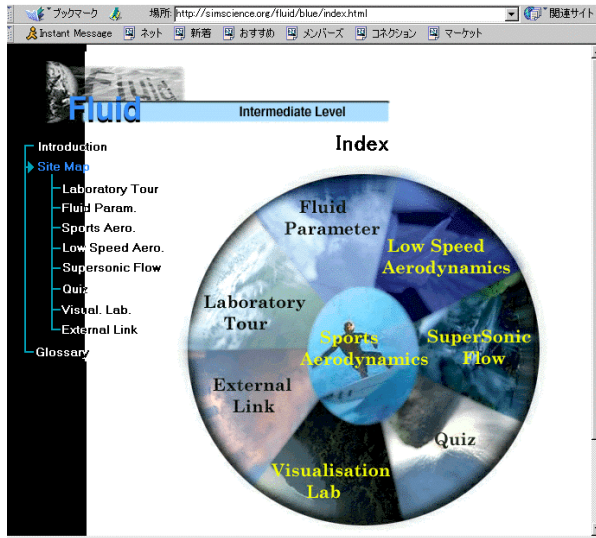 ブックマーク 場所: http://simscience.org/fluid/blue/index.html 関連サイト
Instant Message ネット 新着 おすすめ メンバーズ コネクション マーケット
Fluid
Fluid
Intermediate Level
Index
Introduction
Site Map
Laboratory Tour
Fluid Param.
Sports Aero.
Low Speed Aero.
Supersonic Flow
Quiz
Visual. Lab.
External Link
Glossary
Fluid
Parameter
Low Speed
Aerodynamics
Laboratory
Tour
Sports
Aerodynamics
SuperSonic
Flow
External
Link
Quiz
Visualisation
Lab